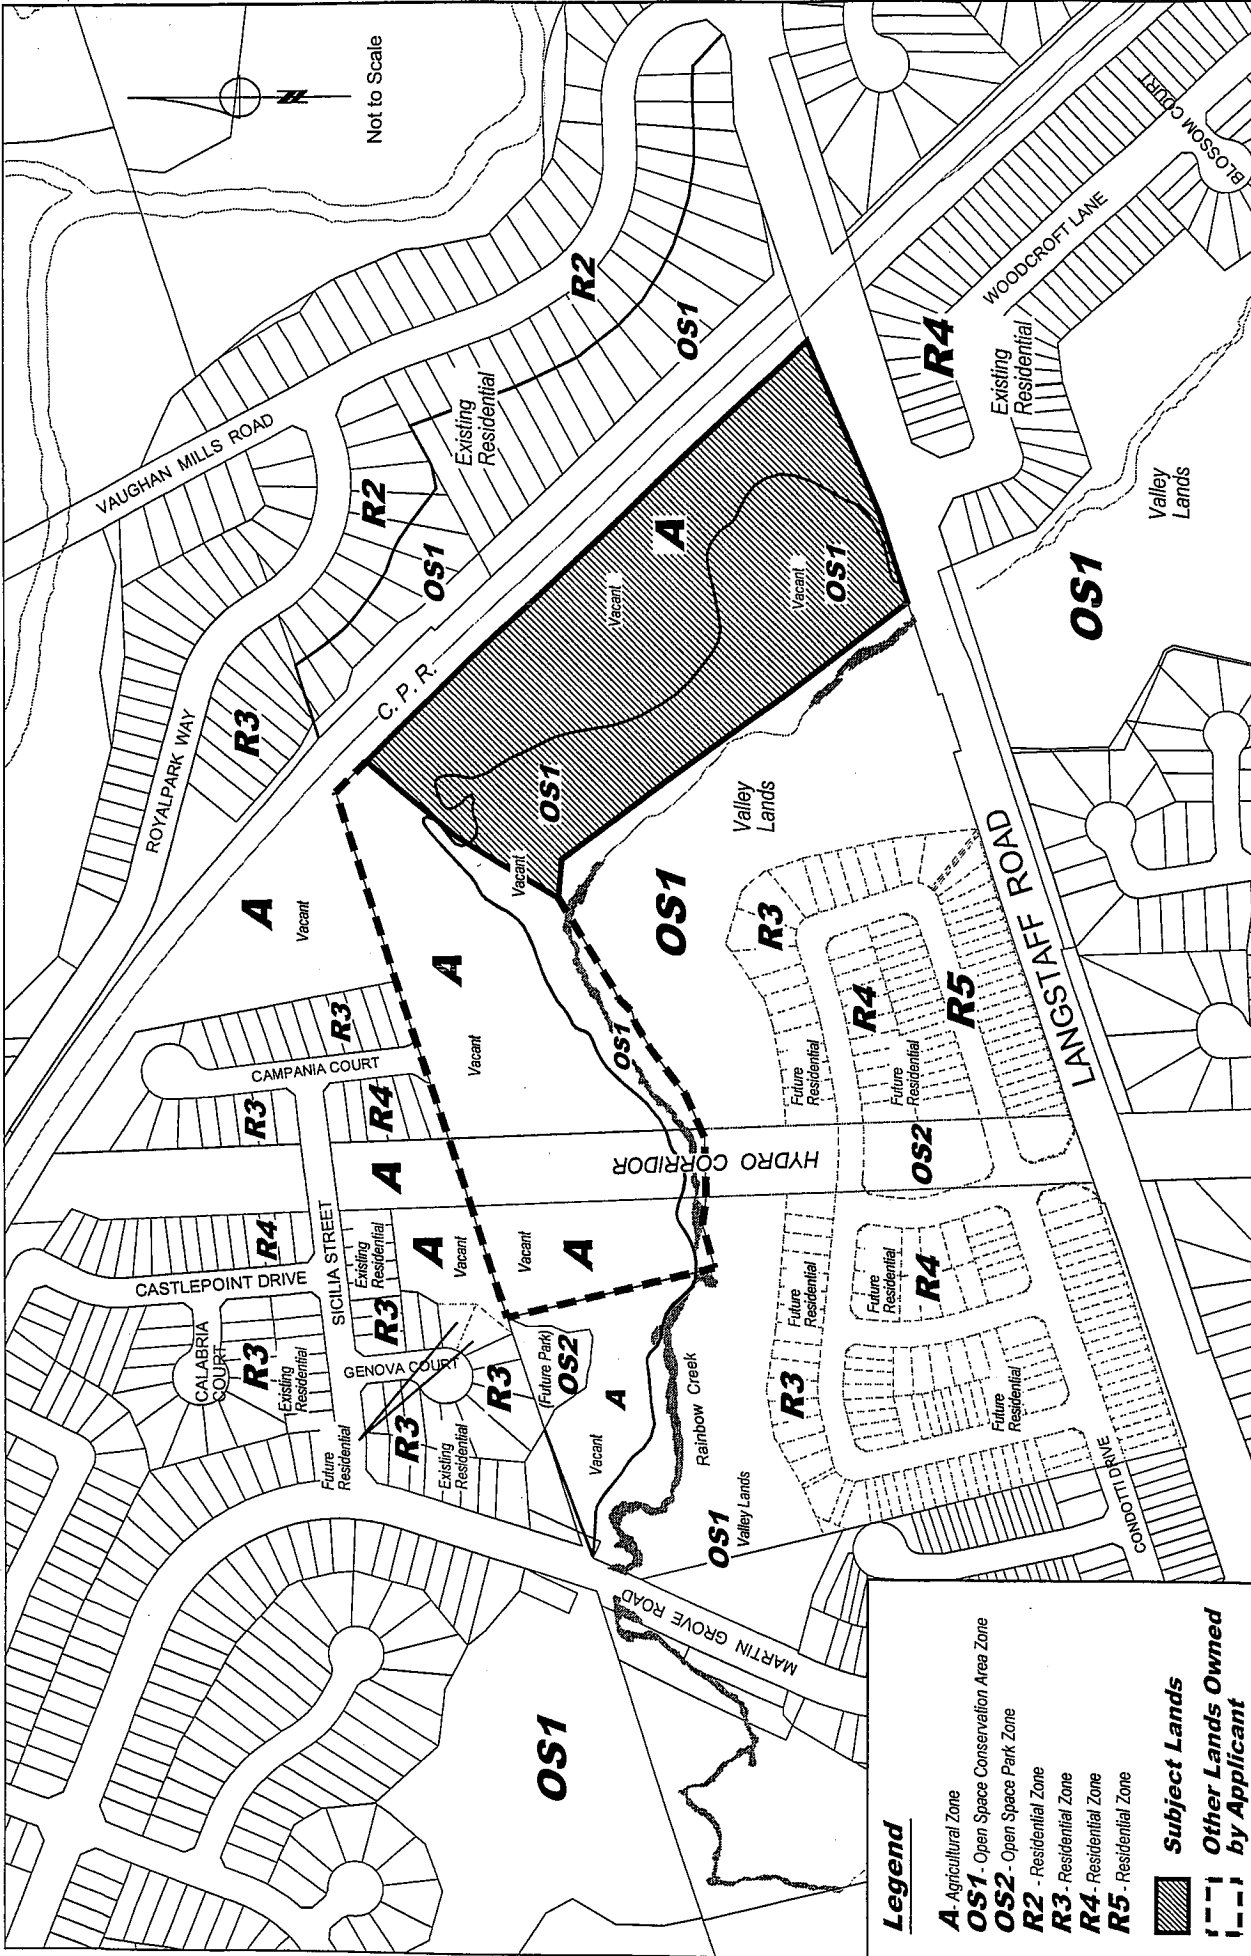 Not to Scale
N
VAUGHAN MILLS ROAD
ROYALPARK WAY
R2
R2
OS1
Existing
Residential
OS1
R3
C. P. R.
A
Vacant
OS1
Vacant
OS1
Vacant
R4
Existing
Residential
WOODCROFT LANE
BLOSSOM COURT
Valley
Lands
OS1
A
Vacant
R3
CAMPANIA COURT
R3
R4
A
A
Vacant
OS1
Valley
Lands
OS1
R3
R4
R5
Future
Residential
Future
Residential
OS2
LANGSTAFF ROAD
HYDRO CORRIDOR
R4
CASTLEPOINT DRIVE
SICILIA STREET
Existing
Residential
A
Vacant
Vacant
A
CALABRIA
COURT
R3
Existing
Residential
R3
GENOVA COURT
R3
(Future Park)
OS2
Future
Residential
R3
Existing
Residential
A
Vacant
Rainbow Creek
Future
Residential
Future
Residential
R4
R3
Future
Residential
CONDOTTI DRIVE
OS1
Valley Lands
MARTIN GROVE ROAD
OS1
Legend
A - Agricultural Zone
OS1 - Open Space Conservation Area Zone
OS2 - Open Space Park Zone
R2 - Residential Zone
R3 - Residential Zone
R4 - Residential Zone
R5 - Residential Zone
Subject Lands
Other Lands Owned
by Applicant